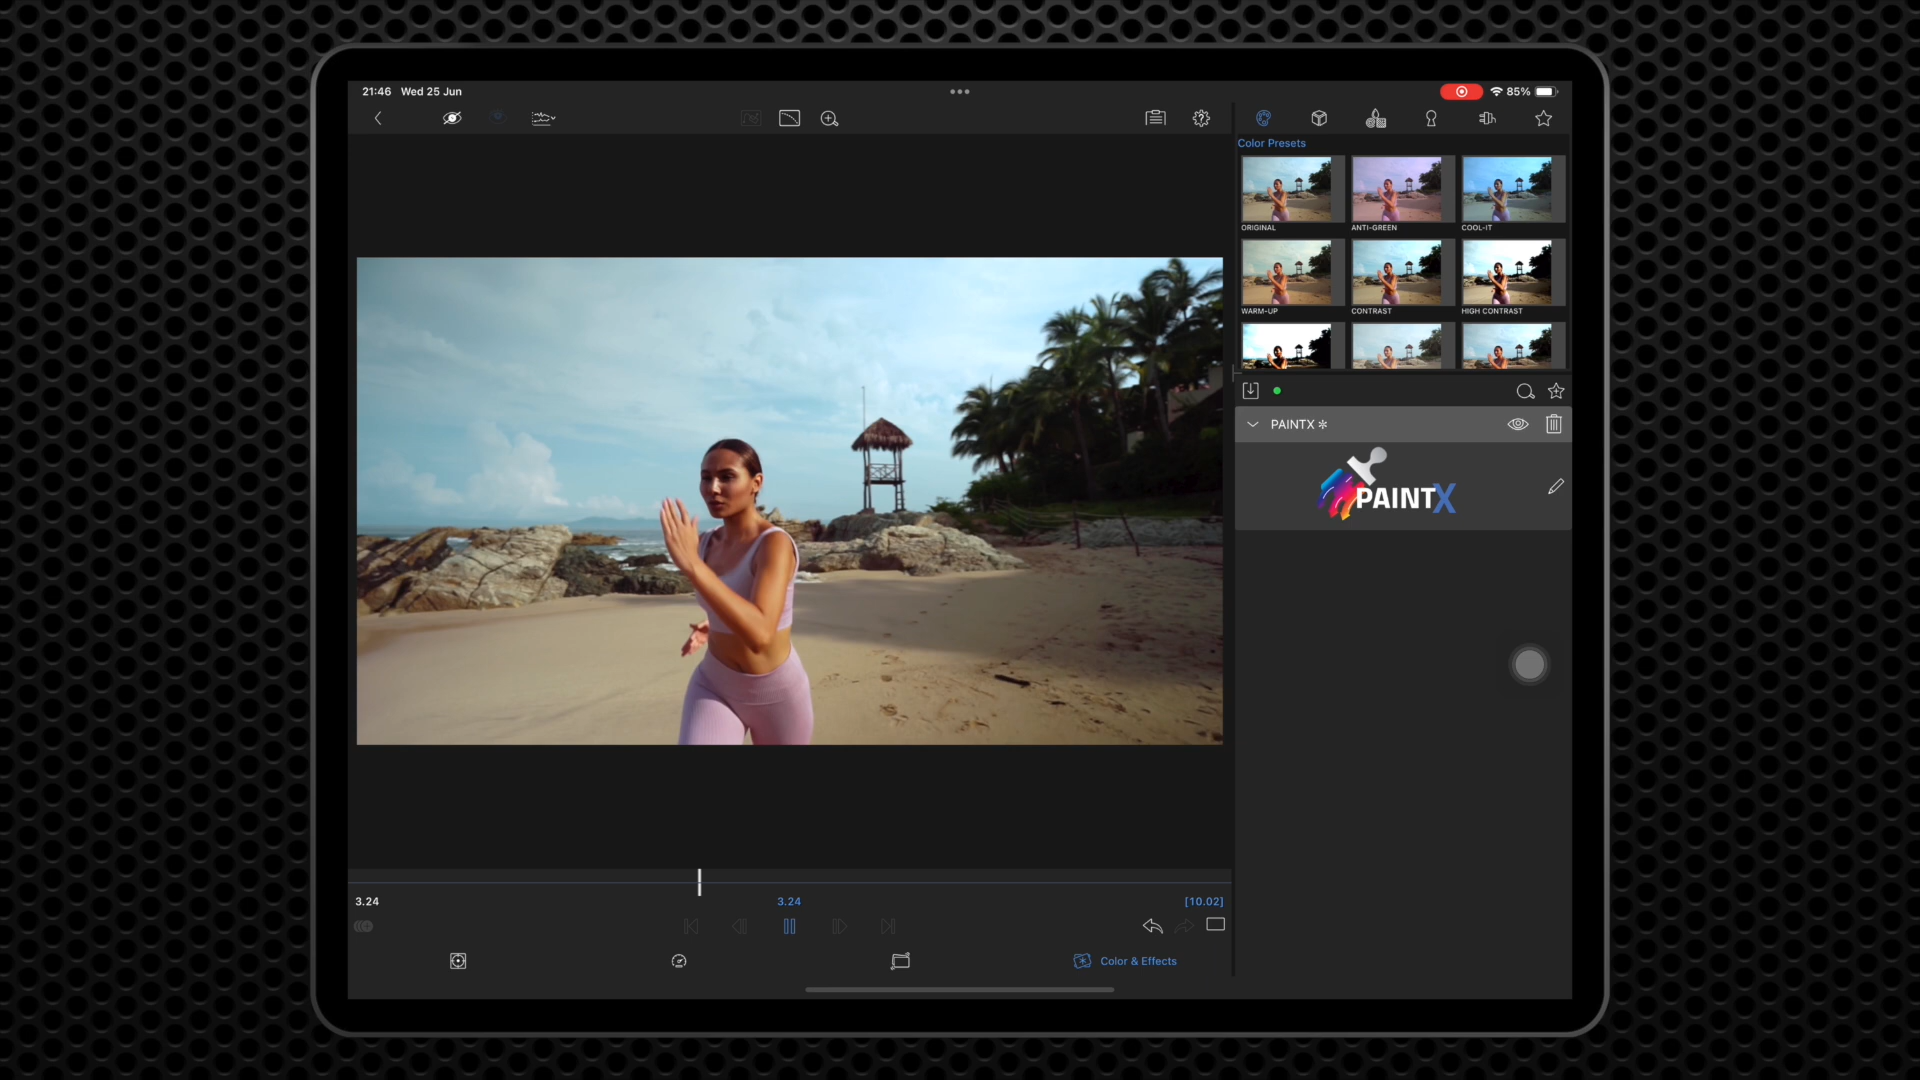 21:46 Wed 25 Jun
85%
Color Presets
ORIGINAL ANTI-GREEN COOL-IT
WARM-UP CONTRAST HIGH CONTRAST
PAINTX
PAINTX
3.24 3.24 [10.02]
Color & Effects